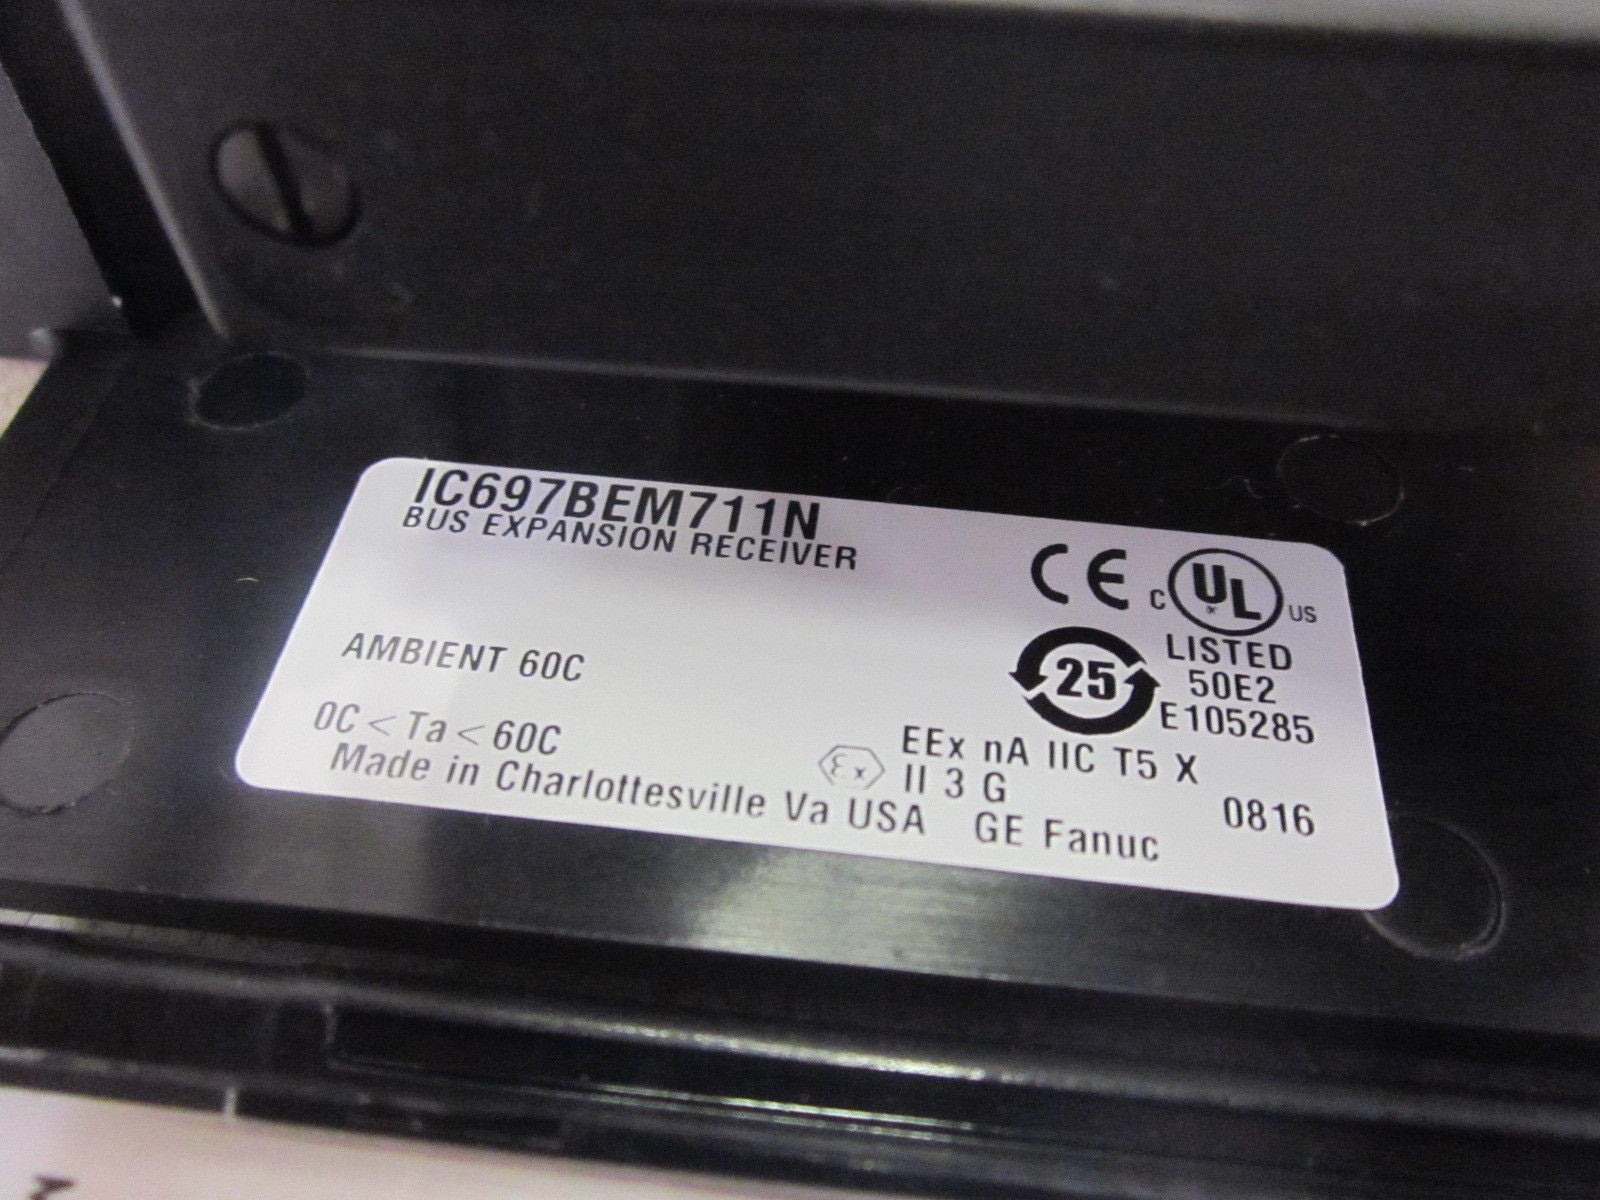 IC697BEM711N
BUS EXPANSION RECEIVER
CE
C UL US
LISTED
50E2
E105285
25
AMBIENT 60C
0C < Ta < 60C
Ex
EEx nA IIC T5 X
II 3 G
0816
Made in Charlottesville Va USA GE Fanuc